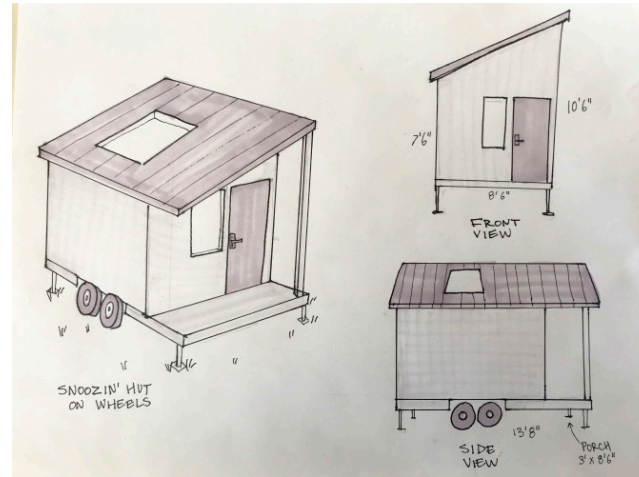 SNOOZIN' HUT
ON WHEELS
7'6"
10'6"
8'6"
FRONT
VIEW
13'8"
SIDE
VIEW
PORCH
3' X 8'6"